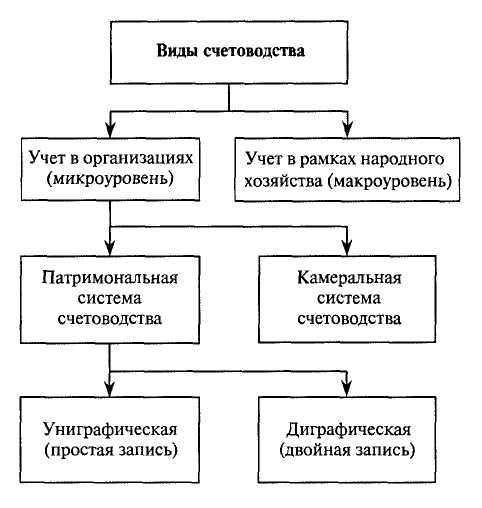 Виды счетоводства
Учет в организациях
(микроуровень)
Учет в рамках народного
хозяйства (макроуровень)
Патримональная
система
счетоводства
Камеральная
система
счетоводства
Униграфическая
(простая запись)
Диграфическая
(двойная запись)